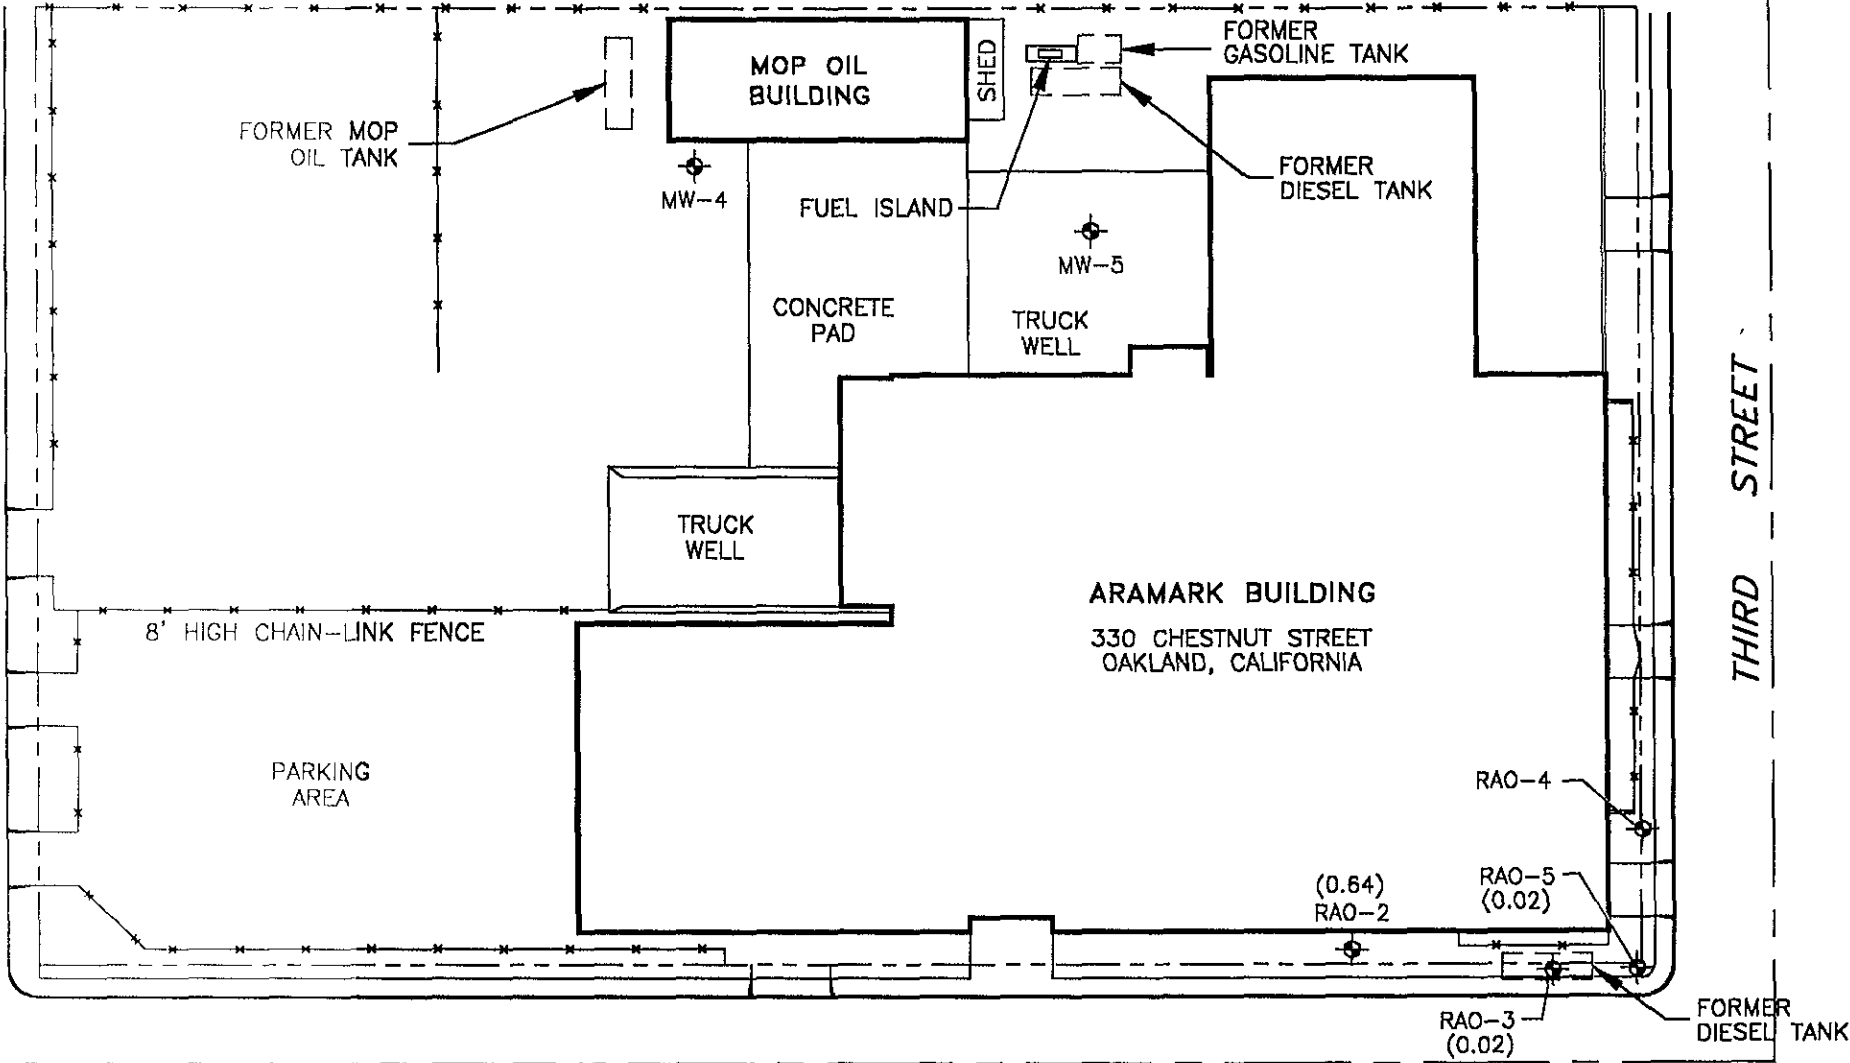 FORMER
GASOLINE TANK
MOP OIL
BUILDING
SHED
FORMER MOP
OIL TANK
MW-4
FUEL ISLAND
FORMER
DIESEL TANK
MW-5
CONCRETE
PAD
TRUCK
WELL
THIRD STREET
TRUCK
WELL
ARAMARK BUILDING
330 CHESTNUT STREET
OAKLAND, CALIFORNIA
8' HIGH CHAIN-LINK FENCE
PARKING
AREA
RAO-4
(0.64)
RAO-2
RAO-5
(0.02)
RAO-3
(0.02)
FORMER
DIESEL TANK